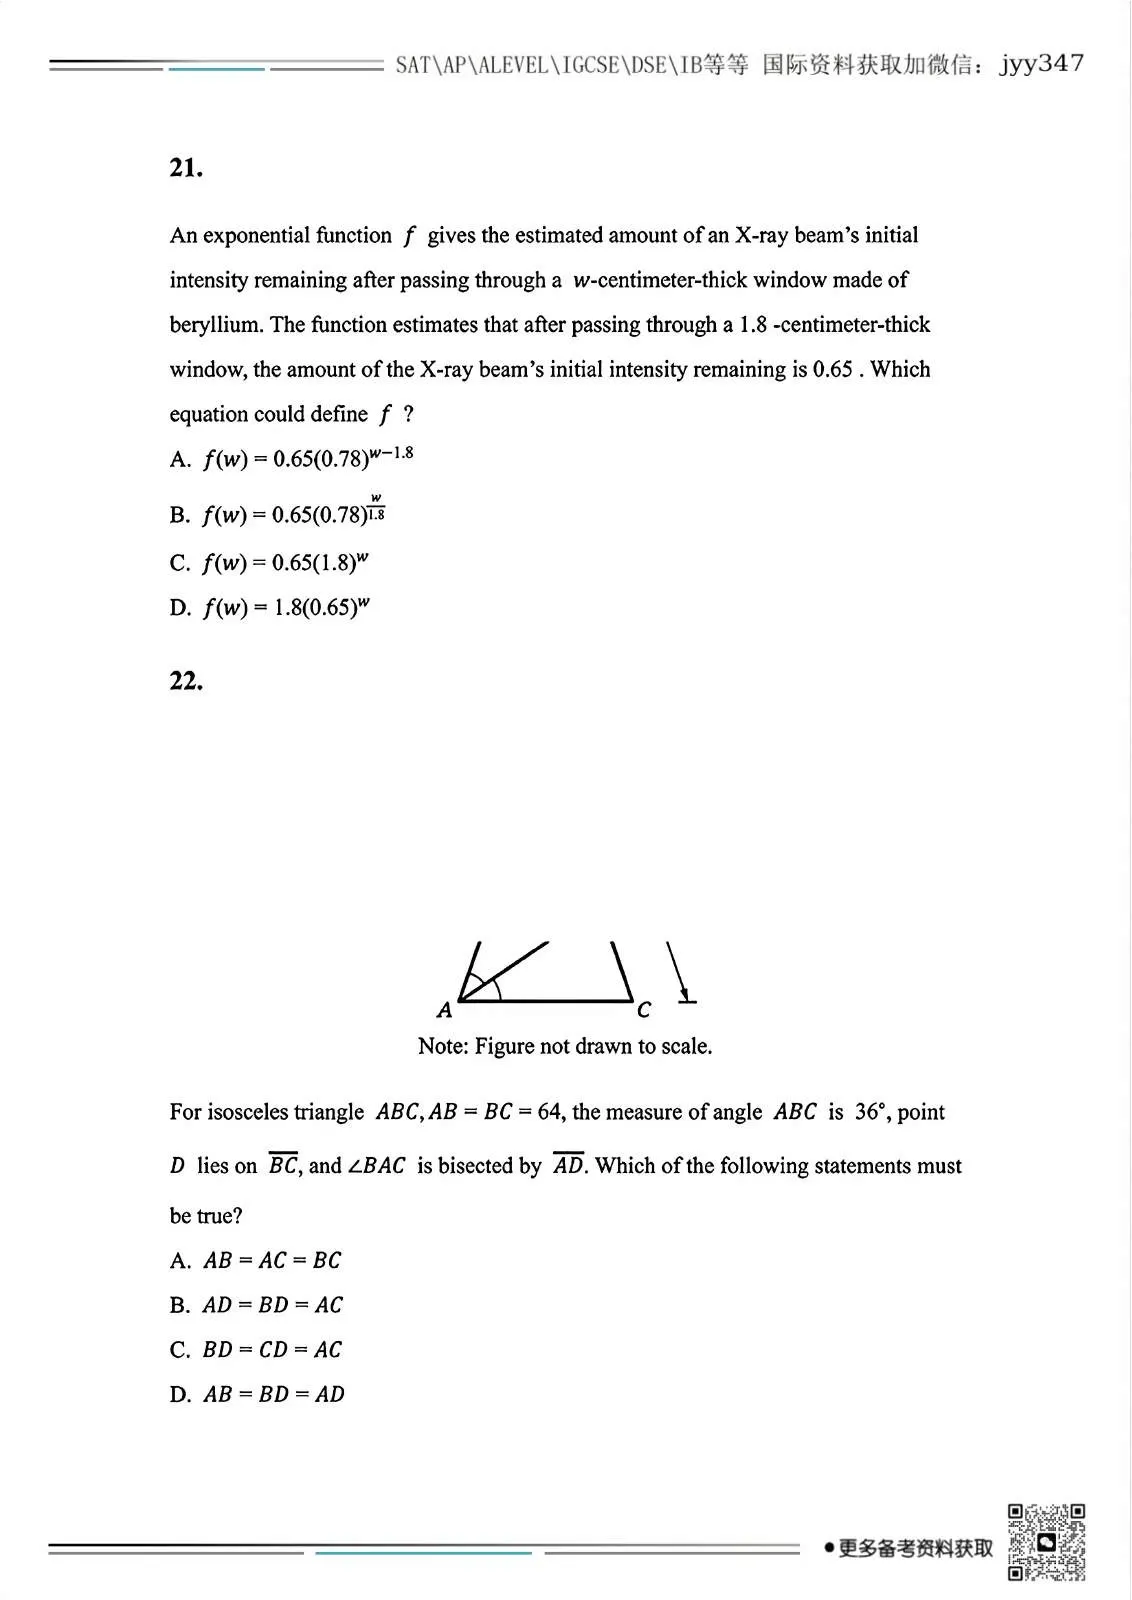 SAT\AP\ALEVEL\IGCSE\DSE\IB等等 国际资料获取加微信：jyy347
21.
An exponential function f gives the estimated amount of an X-ray beam’s initial
intensity remaining after passing through a w-centimeter-thick window made of
beryllium. The function estimates that after passing through a 1.8 -centimeter-thick
window, the amount of the X-ray beam’s initial intensity remaining is 0.65 . Which
equation could define f ?
A. f(w) = 0.65(0.78)^{w−1.8}
B. f(w) = 0.65(0.78)^{w/1.8}
C. f(w) = 0.65(1.8)^w
D. f(w) = 1.8(0.65)^w
22.
A C
Note: Figure not drawn to scale.
For isosceles triangle ABC, AB = BC = 64, the measure of angle ABC is 36°, point
D lies on \overline{BC}, and ∠BAC is bisected by \overline{AD}. Which of the following statements must
be true?
A. AB = AC = BC
B. AD = BD = AC
C. BD = CD = AC
D. AB = BD = AD
●更多备考资料获取